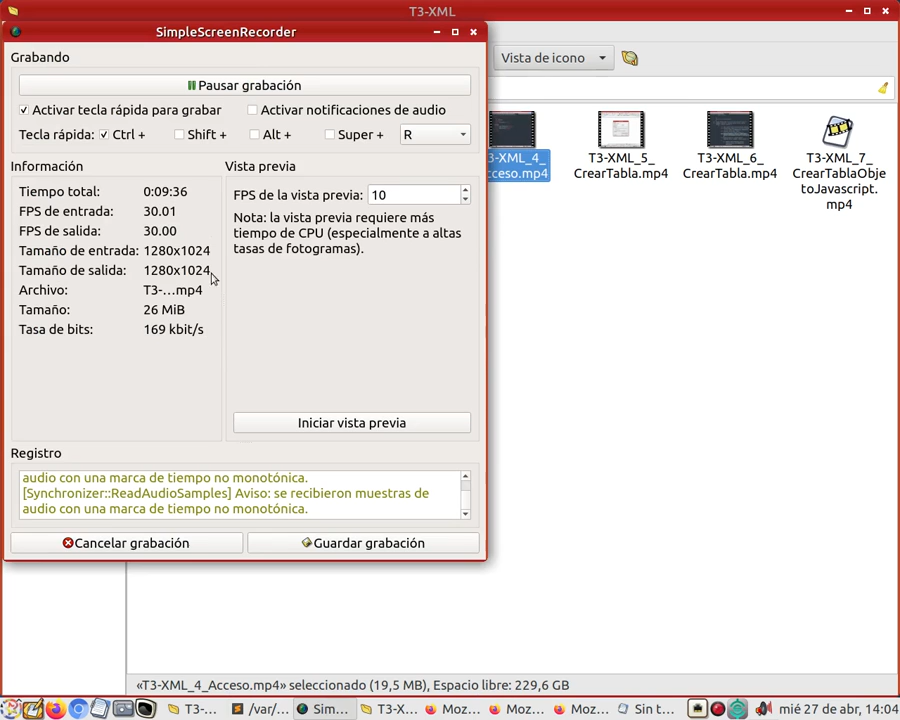 T3-XML
SimpleScreenRecorder
Grabando
Pausar grabación
Activar tecla rápida para grabar
Activar notificaciones de audio
Tecla rápida: Ctrl + Shift + Alt + Super + R
Información
Tiempo total: 0:09:36
FPS de entrada: 30.01
FPS de salida: 30.00
Tamaño de entrada: 1280x1024
Tamaño de salida: 1280x1024
Archivo: T3-...mp4
Tamaño: 26 MiB
Tasa de bits: 169 kbit/s
Vista previa
FPS de la vista previa: 10
Nota: la vista previa requiere más
tiempo de CPU (especialmente a altas
tasas de fotogramas).
Iniciar vista previa
Registro
audio con una marca de tiempo no monotónica.
[Synchronizer::ReadAudioSamples] Aviso: se recibieron muestras de
audio con una marca de tiempo no monotónica.
Cancelar grabación
Guardar grabación
Vista de icono
3-XML_4_
cceso.mp4
T3-XML_5_
CrearTabla.mp4
T3-XML_6_
CrearTabla.mp4
T3-XML_7_
CrearTablaObje
toJavascript.
mp4
«T3-XML_4_Acceso.mp4» seleccionado (19,5 MB), Espacio libre: 229,6 GB
T3-...
/var/...
Sim...
T3-X...
Moz...
Moz...
Moz...
Sin t...
mié 27 de abr, 14:04